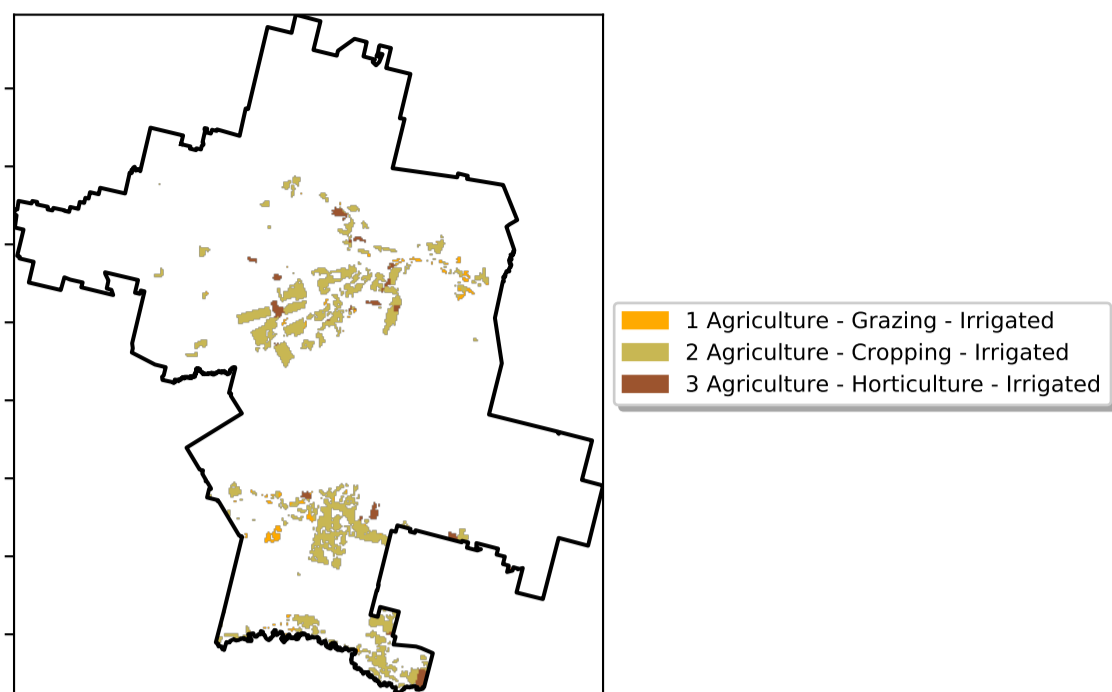 1 Agriculture - Grazing - Irrigated
2 Agriculture - Cropping - Irrigated
3 Agriculture - Horticulture - Irrigated